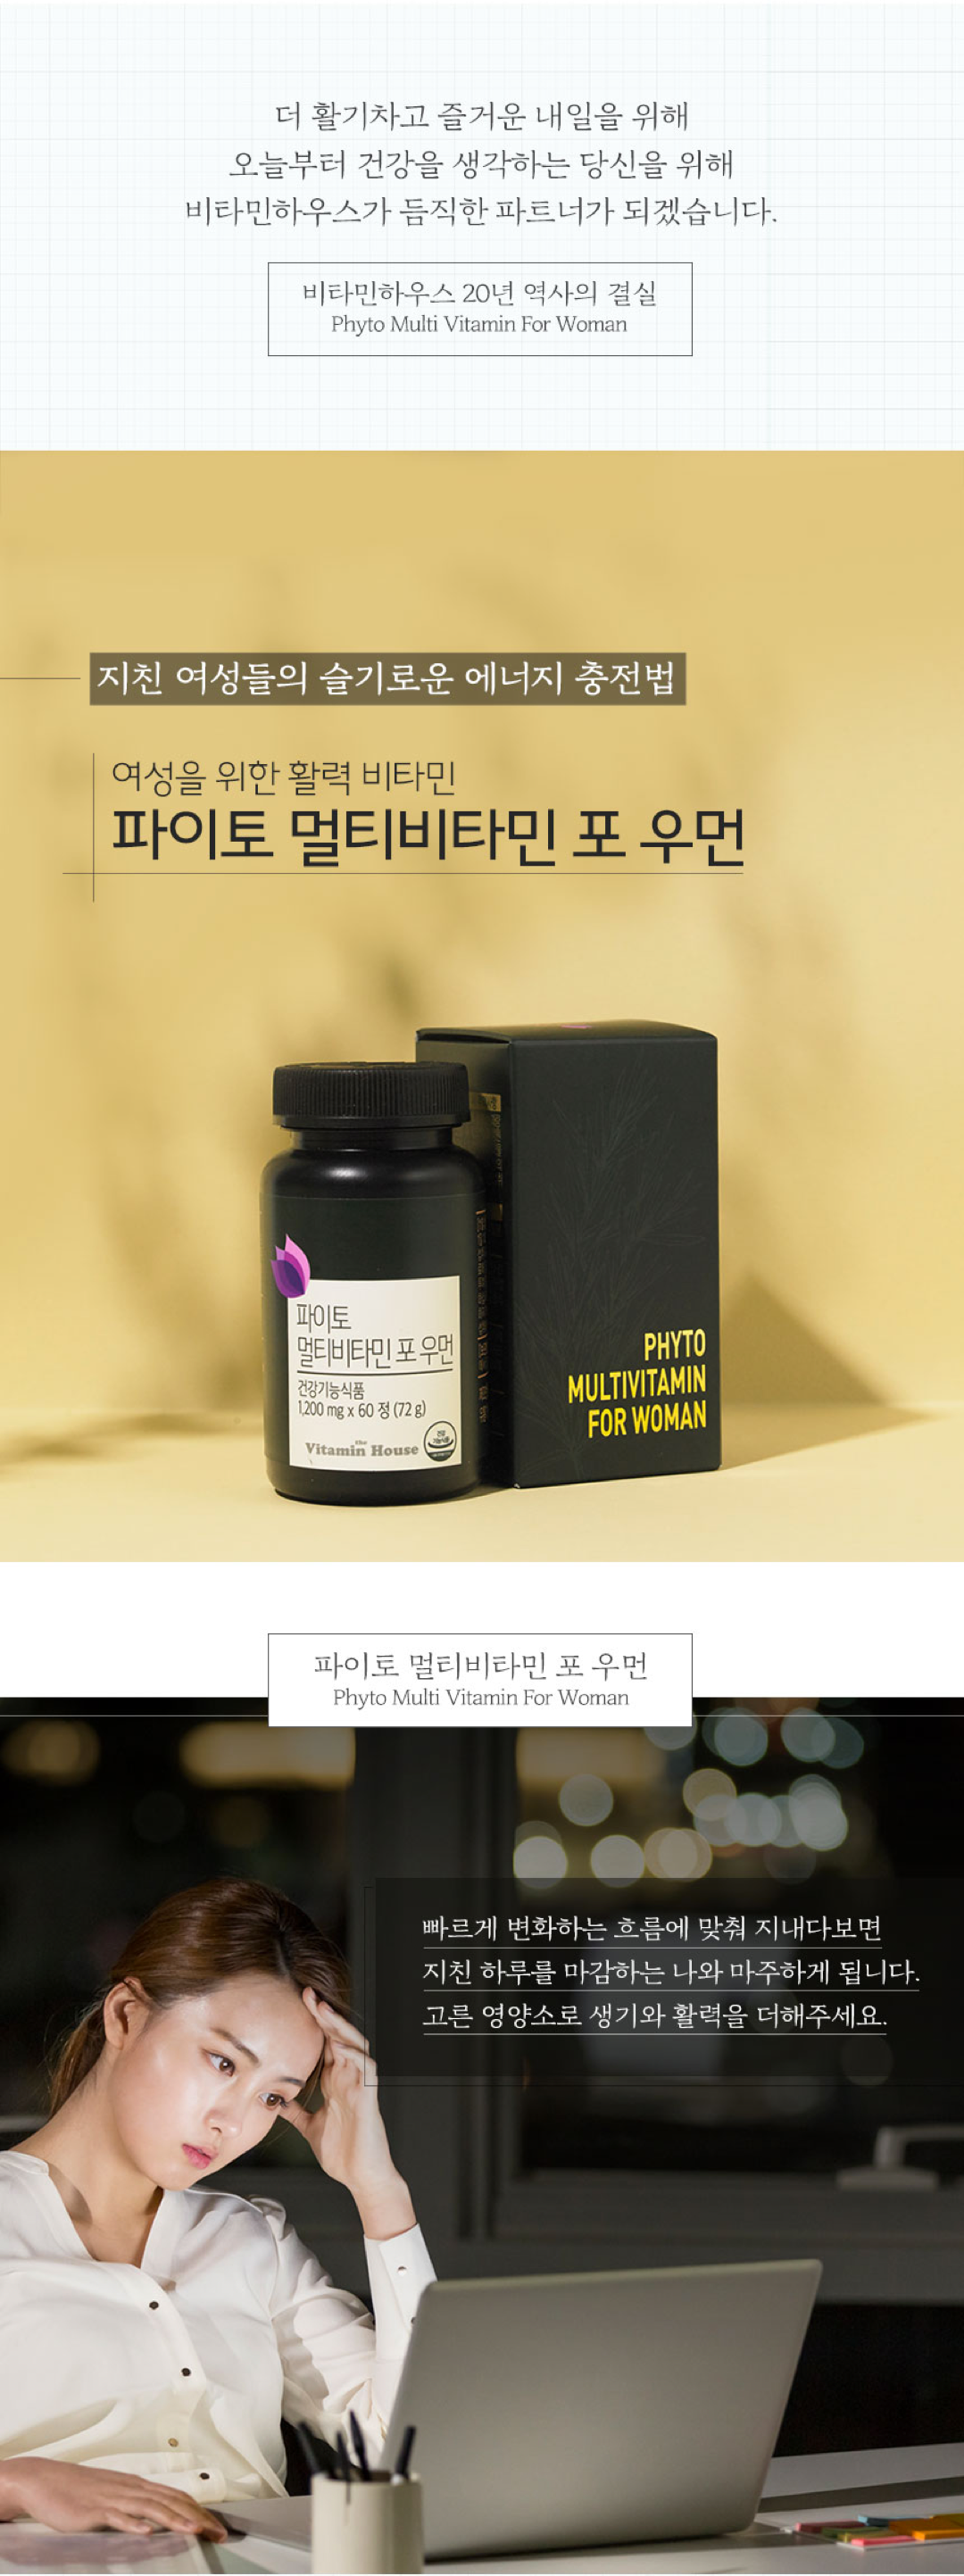 더 활기차고 즐거운 내일을 위해
오늘부터 건강을 생각하는 당신을 위해
비타민하우스가 듬직한 파트너가 되겠습니다.
비타민하우스 20년 역사의 결실
Phyto Multi Vitamin For Woman
지친 여성들의 슬기로운 에너지 충전법
여성을 위한 활력 비타민
파이토 멀티비타민 포 우먼
파이토
멀티비타민 포 우먼
건강기능식품
1,200 mg x 60 정 (72 g)
the
Vitamin House
PHYTO
MULTIVITAMIN
FOR WOMAN
파이토 멀티비타민 포 우먼
Phyto Multi Vitamin For Woman
빠르게 변화하는 흐름에 맞춰 지내다보면
지친 하루를 마감하는 나와 마주하게 됩니다.
고른 영양소로 생기와 활력을 더해주세요.